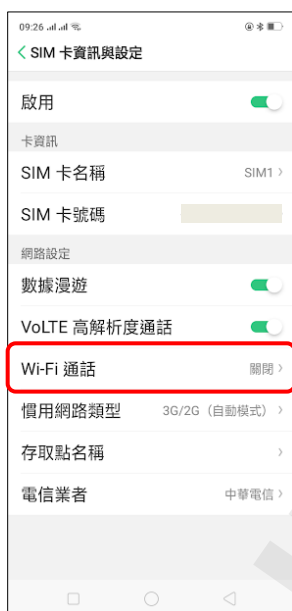 09:26
< SIM 卡資訊與設定
啟用
卡資訊
SIM 卡名稱 SIM1 >
SIM 卡號碼
網路設定
數據漫遊
VoLTE 高解析度通話
Wi-Fi 通話 關閉 >
慣用網路類型 3G/2G（自動模式） >
存取點名稱 >
電信業者 中華電信 >